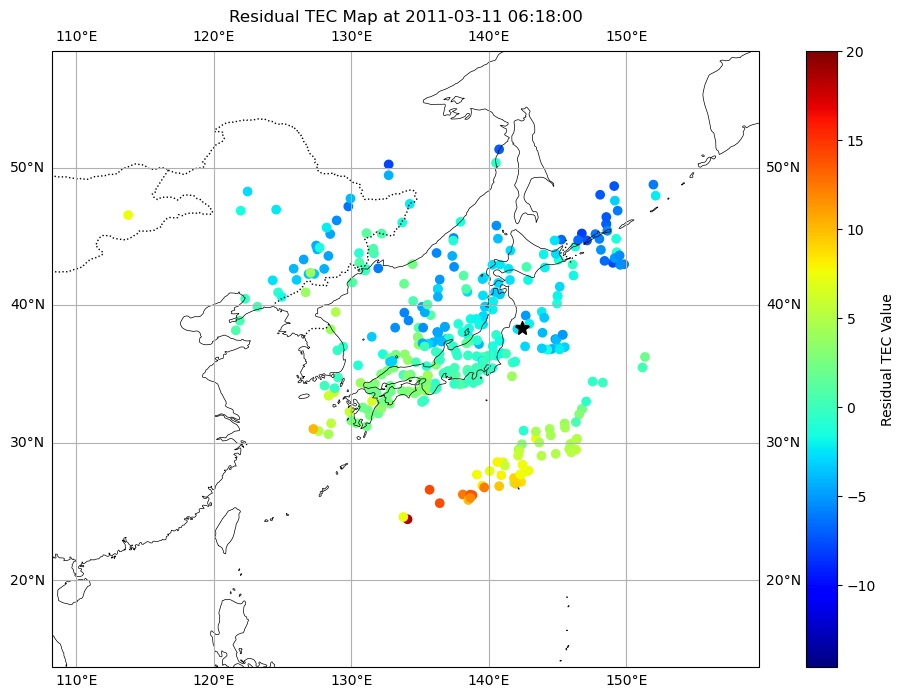 Residual TEC Map at 2011-03-11 06:18:00
110°E 120°E 130°E 140°E 150°E
20
15
50°N 50°N
10
40°N 40°N
5
Residual TEC Value
0
30°N 30°N
−5
20°N 20°N
−10
110°E 120°E 130°E 140°E 150°E